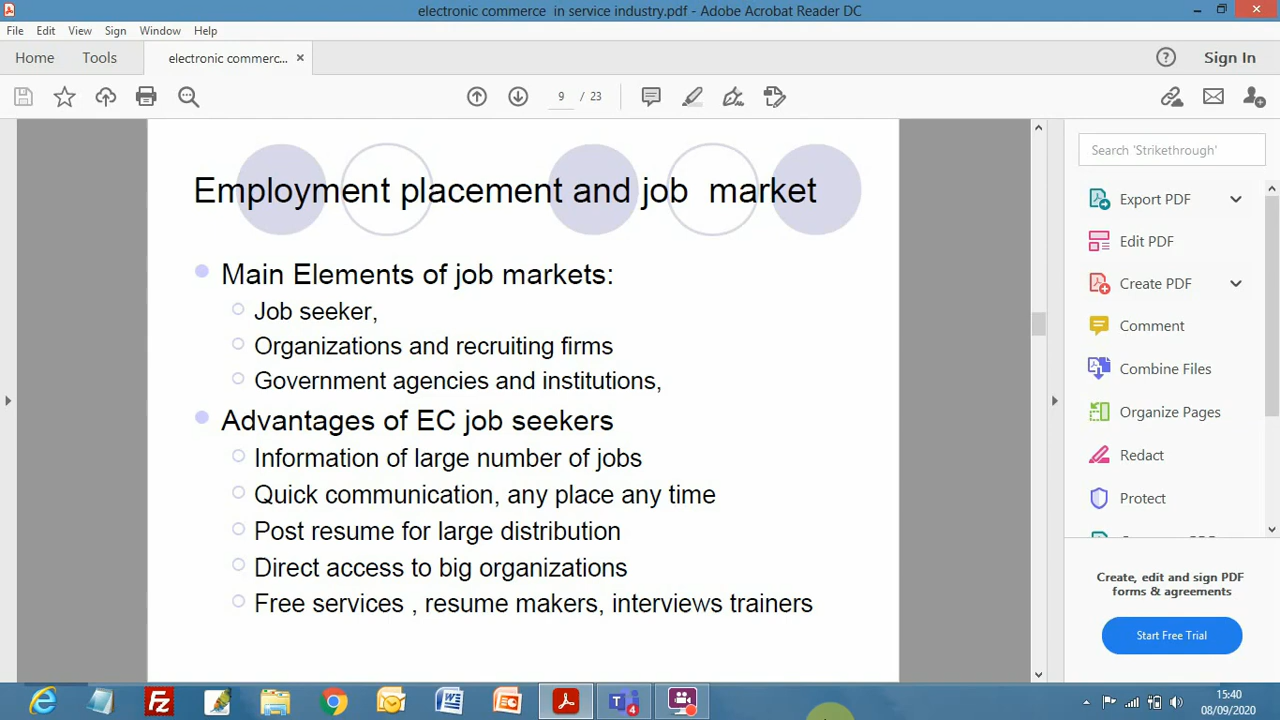 electronic commerce  in service industry.pdf - Adobe Acrobat Reader DC
File Edit View Sign Window Help
Home Tools electronic commerc... × Sign In
9 / 23
Search 'Strikethrough'
Employment placement and job  market
Export PDF
Edit PDF
Main Elements of job markets:
Create PDF
Job seeker,
Comment
Organizations and recruiting firms
Combine Files
Government agencies and institutions,
Organize Pages
Advantages of EC job seekers
Redact
Information of large number of jobs
Quick communication, any place any time
Protect
Post resume for large distribution
Direct access to big organizations
Create, edit and sign PDF
forms & agreements
Free services , resume makers, interviews trainers
Start Free Trial
4
15:40
08/09/2020